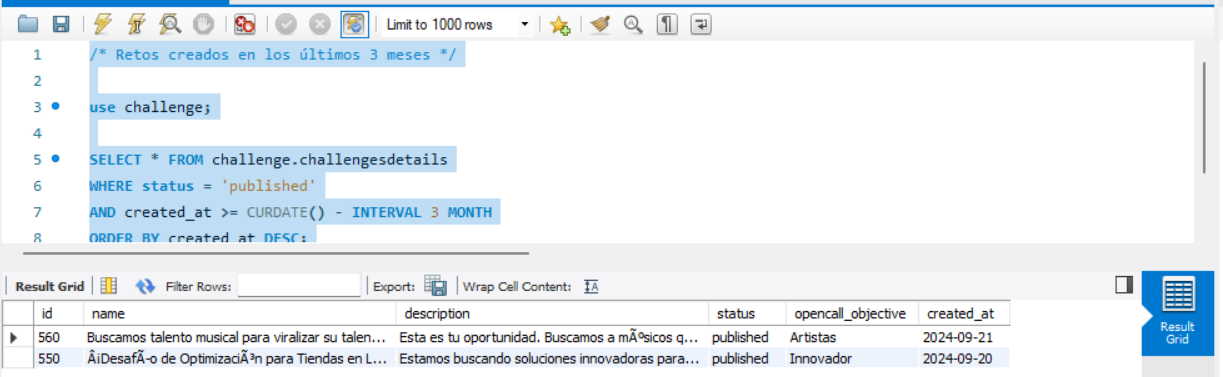 Limit to 1000 rows
1 /* Retos creados en los últimos 3 meses */
2
3 use challenge;
4
5 SELECT * FROM challenge.challengesdetails
6 WHERE status = 'published'
7 AND created_at >= CURDATE() - INTERVAL 3 MONTH
8 ORDER BY created_at DESC;
Result Grid Filter Rows: Export: Wrap Cell Content: IA
id name description status opencall_objective created_at
560 Buscamos talento musical para viralizar su talen... Esta es tu oportunidad. Buscamos a mÃºsicos q... published Artistas 2024-09-21
550 Â¡DesafÃ-o de OptimizaciÃ³n para Tiendas en L... Estamos buscando soluciones innovadoras para... published Innovador 2024-09-20
Result
Grid